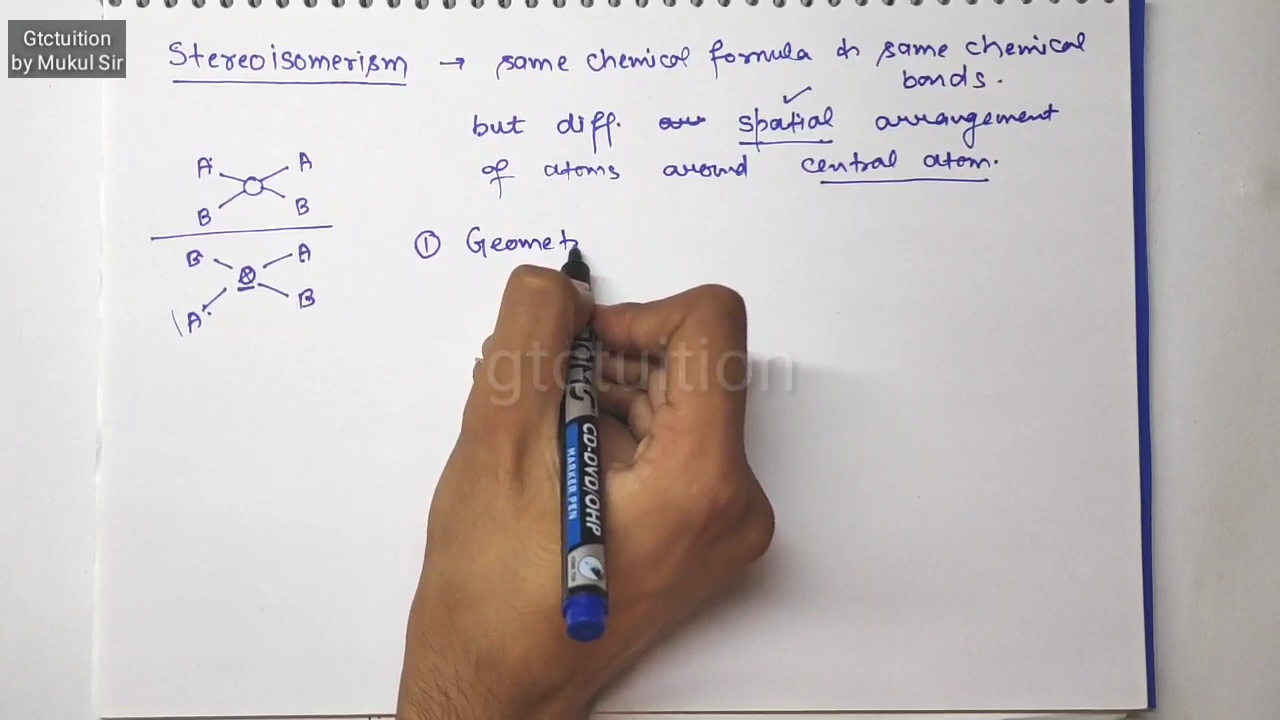 Gtctuition
by Mukul Sir
Stereoisomerism → same chemical formula & same chemical
bonds.
but diff. spatial arrangement
of atoms around central atom.
A A
B B
B A
A B
① Geomet
gtctuition
CD-DVD/OHP
MARKER PEN